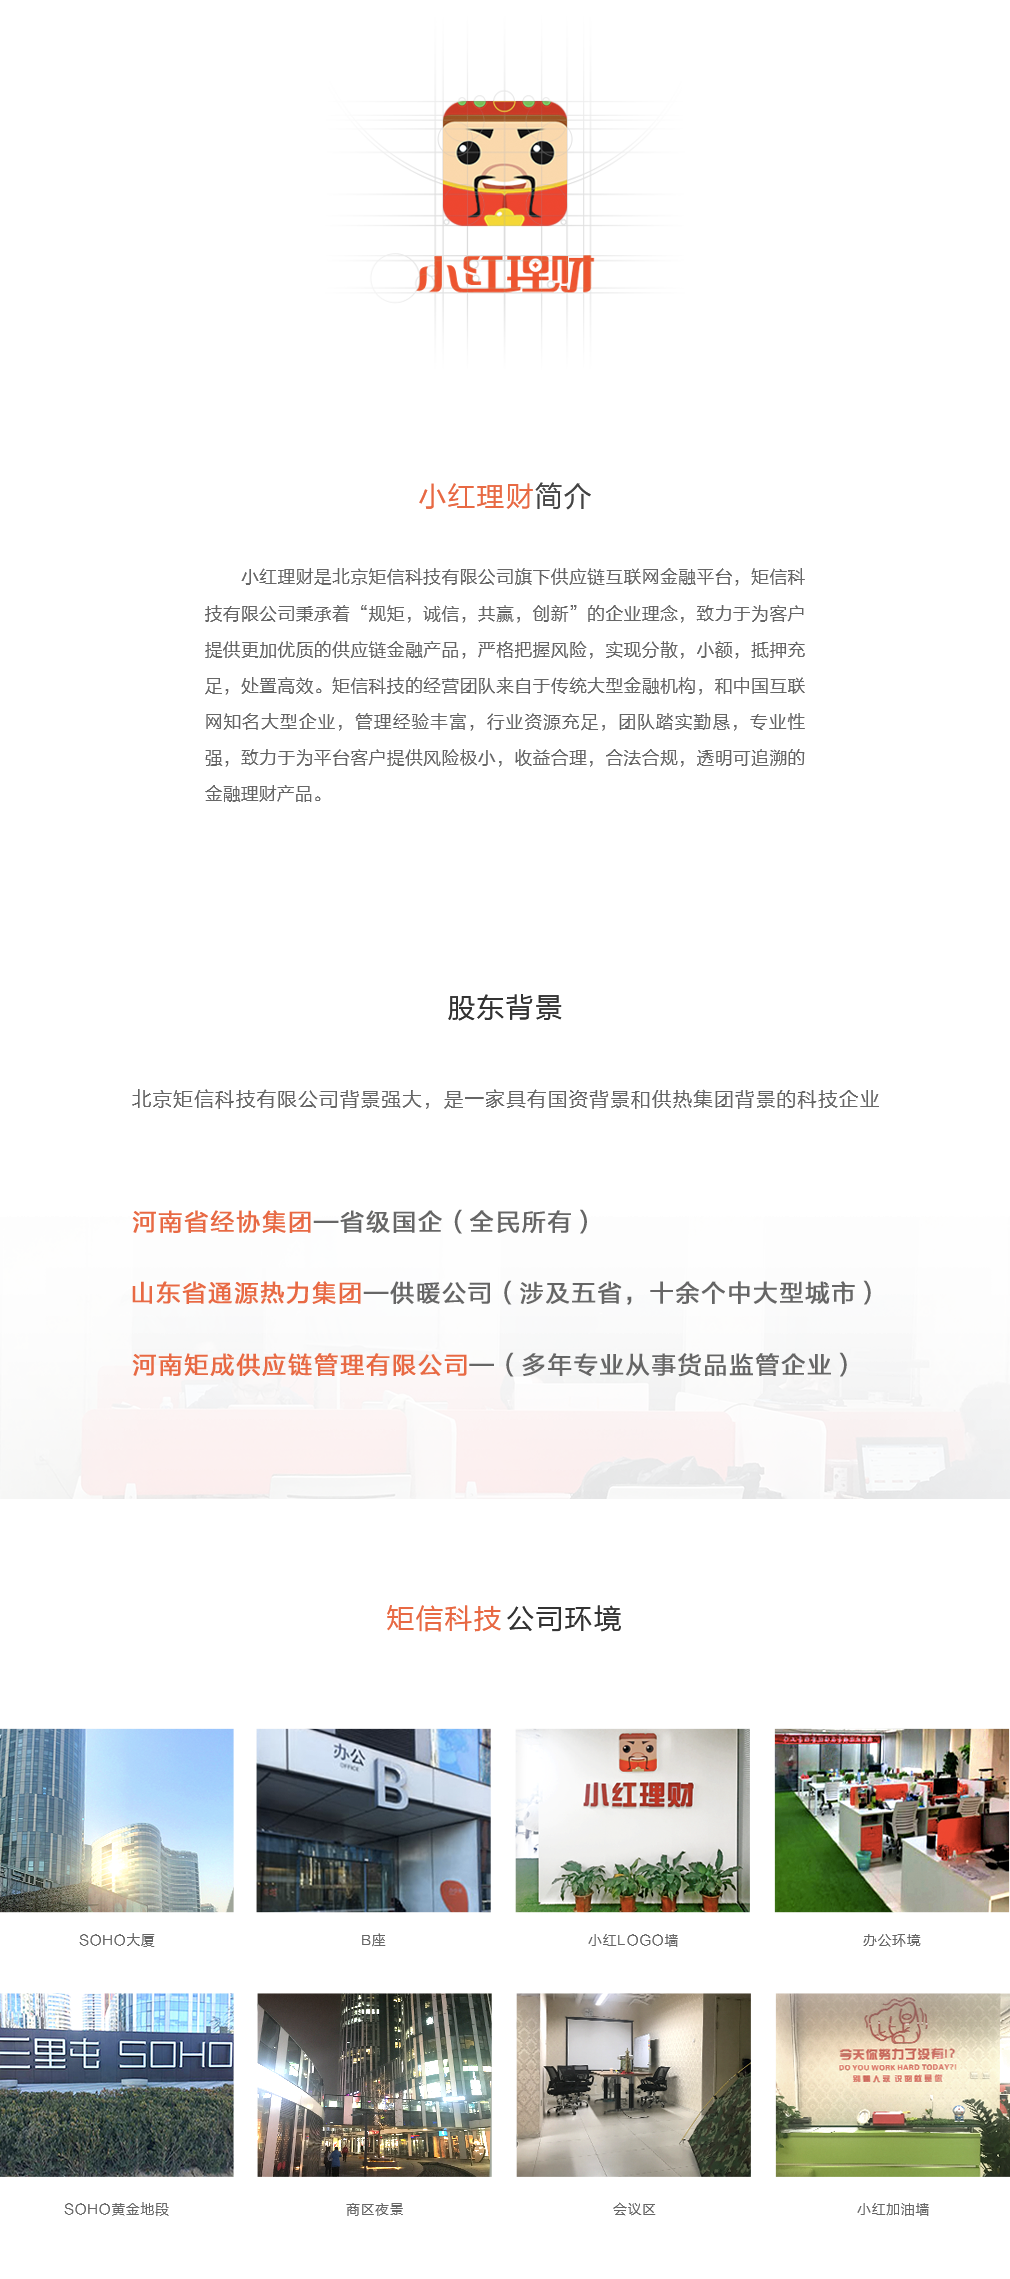 小红理财
小红理财简介
小红理财是北京矩信科技有限公司旗下供应链互联网金融平台，矩信科
技有限公司秉承着“规矩，诚信，共赢，创新”的企业理念，致力于为客户
提供更加优质的供应链金融产品，严格把握风险，实现分散，小额，抵押充
足，处置高效。矩信科技的经营团队来自于传统大型金融机构，和中国互联
网知名大型企业，管理经验丰富，行业资源充足，团队踏实勤恳，专业性
强，致力于为平台客户提供风险极小，收益合理，合法合规，透明可追溯的
金融理财产品。
股东背景
北京矩信科技有限公司背景强大，是一家具有国资背景和供热集团背景的科技企业
河南省经协集团—省级国企（全民所有）
山东省通源热力集团—供暖公司（涉及五省，十余个中大型城市）
河南矩成供应链管理有限公司—（多年专业从事货品监管企业）
矩信科技 公司环境
办公
OFFICE
B
小红理财
SOHO大厦
B座
小红LOGO墙
办公环境
三里屯 SOHO
今天你努力了没有!?
DO YOU WORK HARD TODAY?!
SOHO黄金地段
商区夜景
会议区
小红加油墙